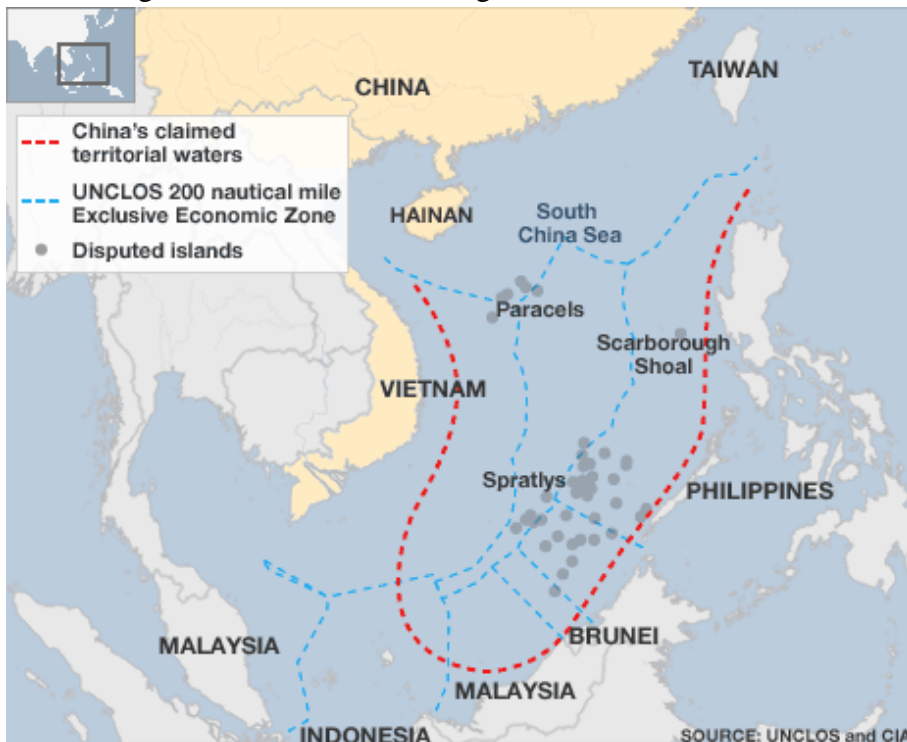 CHINA
TAIWAN
China's claimed
territorial waters
UNCLOS 200 nautical mile
Exclusive Economic Zone
Disputed islands
HAINAN
South
China Sea
Paracels
Scarborough
Shoal
VIETNAM
Spratlys
PHILIPPINES
MALAYSIA
BRUNEI
MALAYSIA
INDONESIA
SOURCE: UNCLOS and CIA